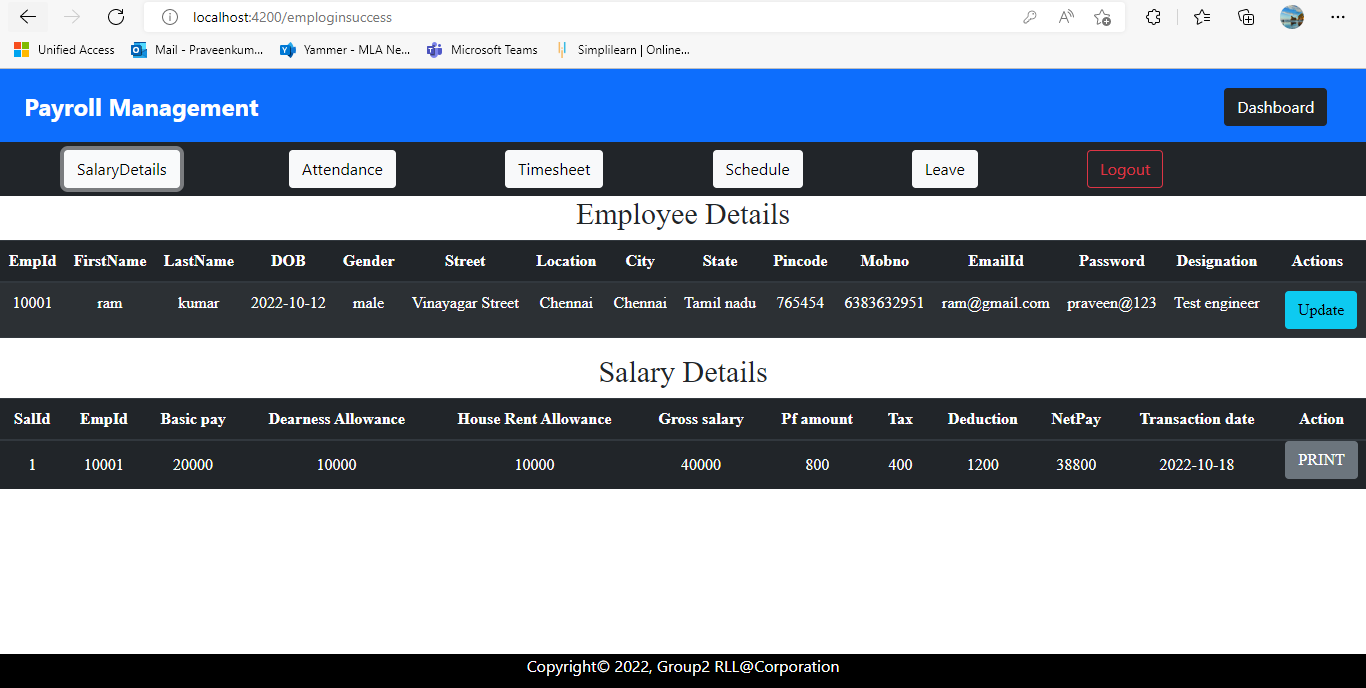 localhost:4200/emploginsuccess
Unified Access Mail - Praveenkum... Yammer - MLA Ne... Microsoft Teams Simplilearn | Online...
Payroll Management Dashboard
SalaryDetails Attendance Timesheet Schedule Leave Logout
Employee Details
EmpId FirstName LastName DOB Gender Street Location City State Pincode Mobno EmailId Password Designation Actions
10001 ram kumar 2022-10-12 male Vinayagar Street Chennai Chennai Tamil nadu 765454 6383632951 ram@gmail.com praveen@123 Test engineer Update
Salary Details
SalId EmpId Basic pay Dearness Allowance House Rent Allowance Gross salary Pf amount Tax Deduction NetPay Transaction date Action
1 10001 20000 10000 10000 40000 800 400 1200 38800 2022-10-18 PRINT
Copyright© 2022, Group2 RLL@Corporation